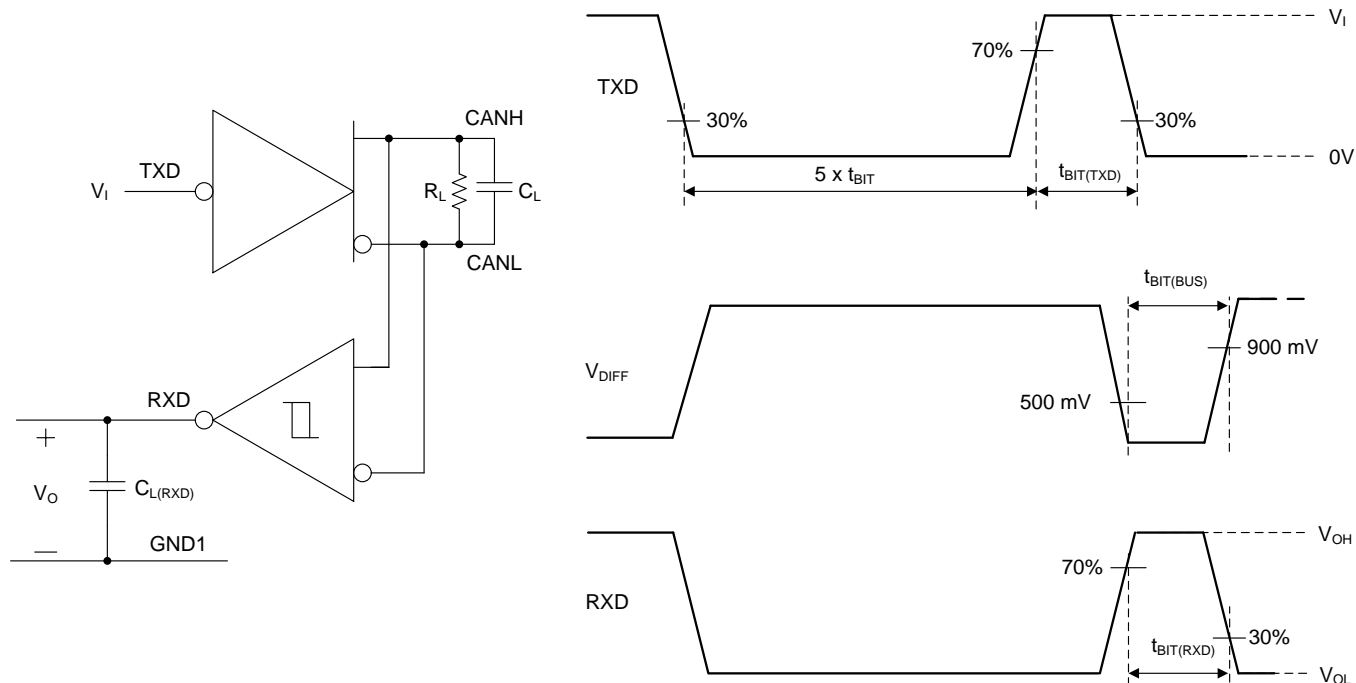 CANH
TXD
V_I
R_L
C_L
CANL
RXD
+
V_O
C_L(RXD)
—
GND1
V_I
70%
TXD
30%
30%
0V
5 x t_BIT
t_BIT(TXD)
t_BIT(BUS)
900 mV
V_DIFF
500 mV
V_OH
70%
RXD
30%
t_BIT(RXD)
V_OL